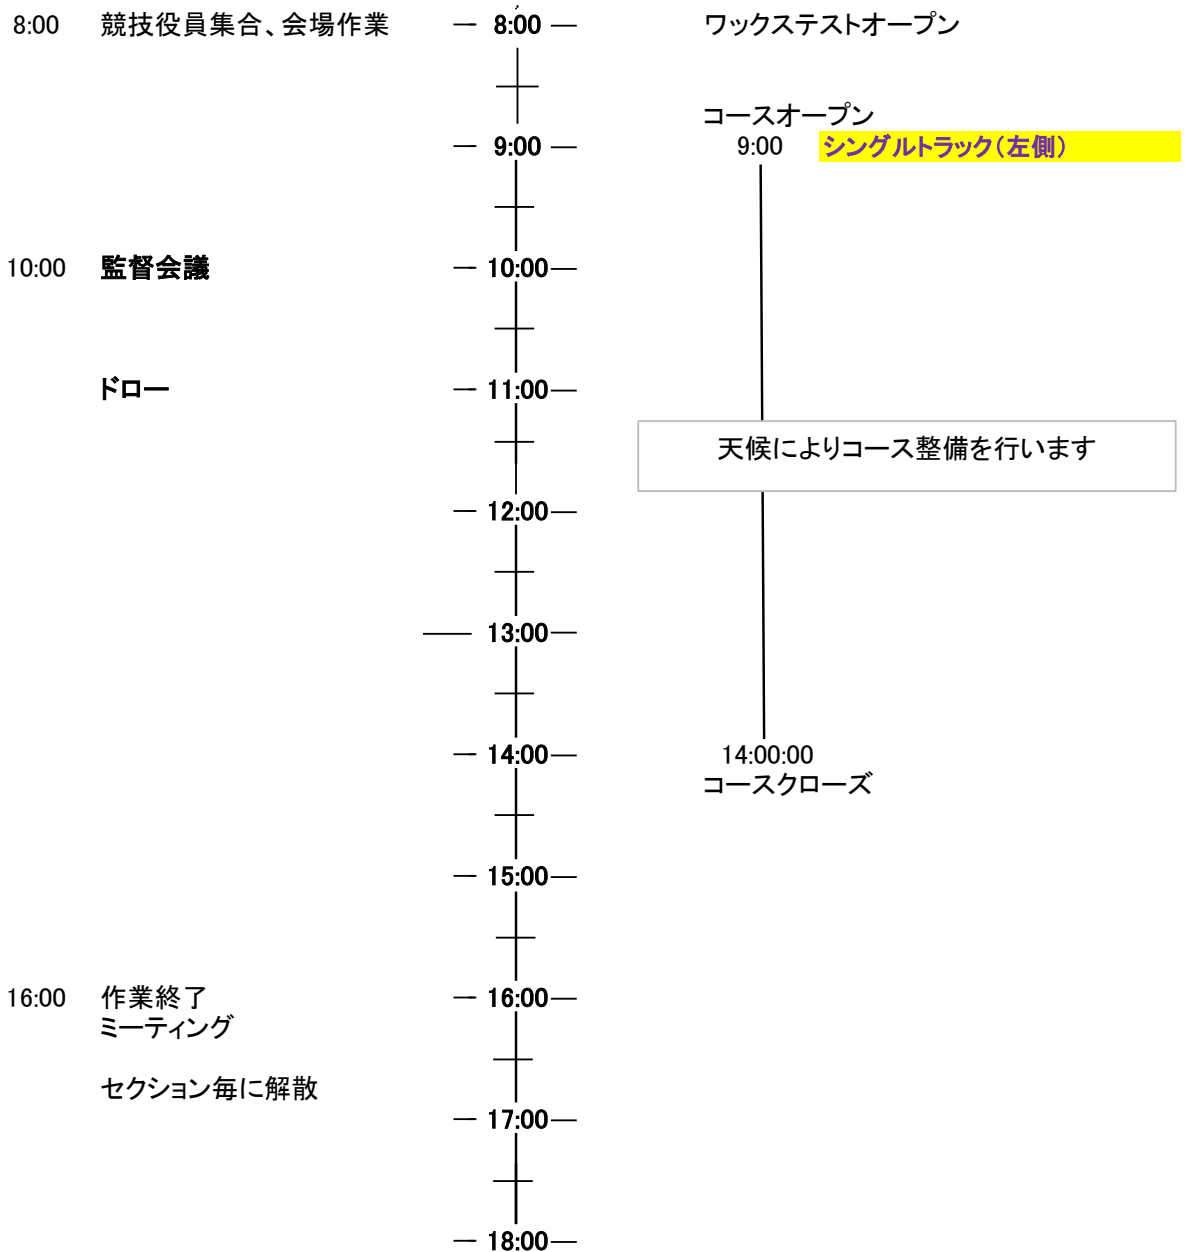 8:00 競技役員集合、会場作業 8:00 ワックステストオープン
コースオープン
9:00 9:00 シングルトラック(左側)
10:00 監督会議 10:00
ドロー 11:00
天候によりコース整備を行います
12:00
13:00
14:00 14:00:00
コースクローズ
15:00
16:00 作業終了 16:00
ミーティング
セクション毎に解散
17:00
18:00